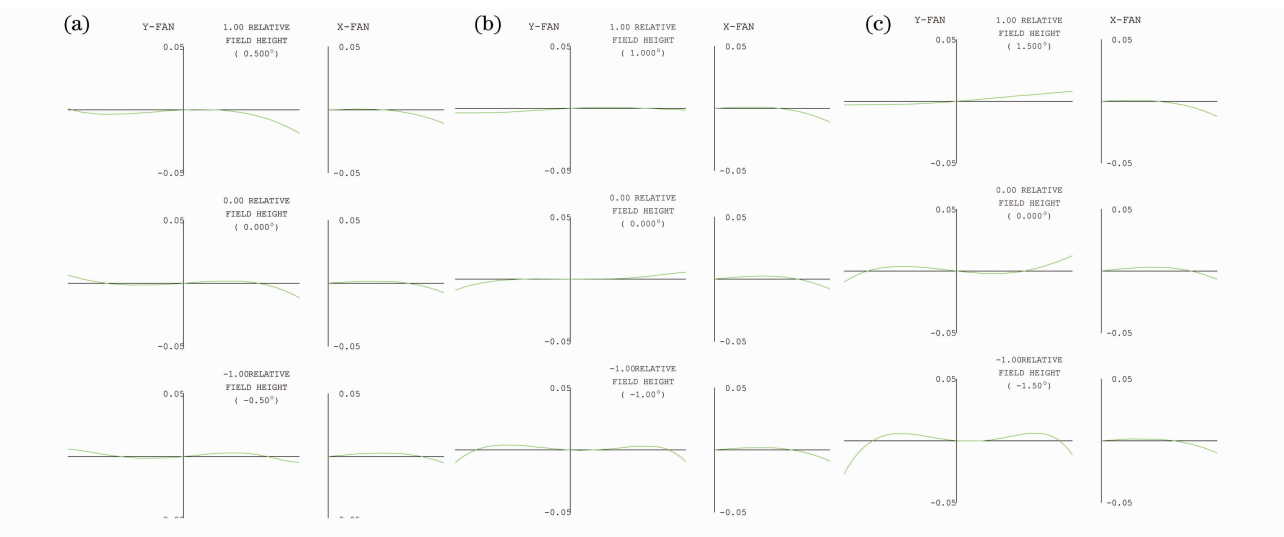 (a)
Y-FAN
1.00 RELATIVE
FIELD HEIGHT
( 0.500°)
X-FAN
0.05
0.05
-0.05
-0.05
0.00 RELATIVE
FIELD HEIGHT
( 0.000°)
0.05
0.05
-0.05
-0.05
-1.00RELATIVE
FIELD HEIGHT
( -0.50°)
0.05
0.05
(b)
Y-FAN
1.00 RELATIVE
FIELD HEIGHT
( 1.000°)
X-FAN
0.05
0.05
-0.05
-0.05
0.00 RELATIVE
FIELD HEIGHT
( 0.000°)
0.05
0.05
-0.05
-0.05
-1.00RELATIVE
FIELD HEIGHT
( -1.00°)
0.05
0.05
-0.05
-0.05
(c)
Y-FAN
1.00 RELATIVE
FIELD HEIGHT
( 1.500°)
X-FAN
0.05
0.05
-0.05
-0.05
0.00 RELATIVE
FIELD HEIGHT
( 0.000°)
0.05
0.05
-0.05
-0.05
-1.00RELATIVE
FIELD HEIGHT
( -1.50°)
0.05
0.05
-0.05
-0.05